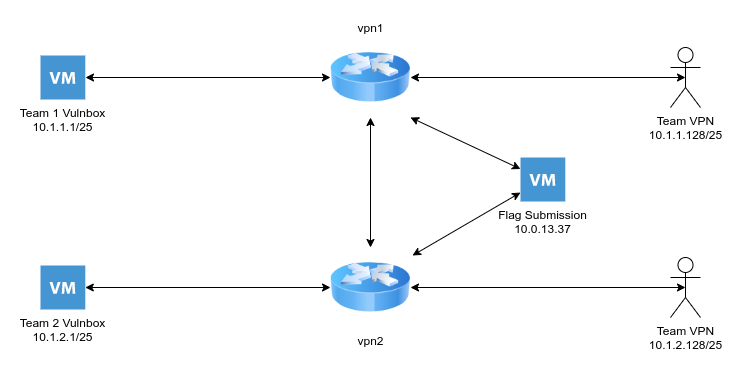 vpn1
VM
Team 1 Vulnbox
10.1.1.1/25
Team VPN
10.1.1.128/25
VM
Flag Submission
10.0.13.37
VM
Team 2 Vulnbox
10.1.2.1/25
Team VPN
10.1.2.128/25
vpn2